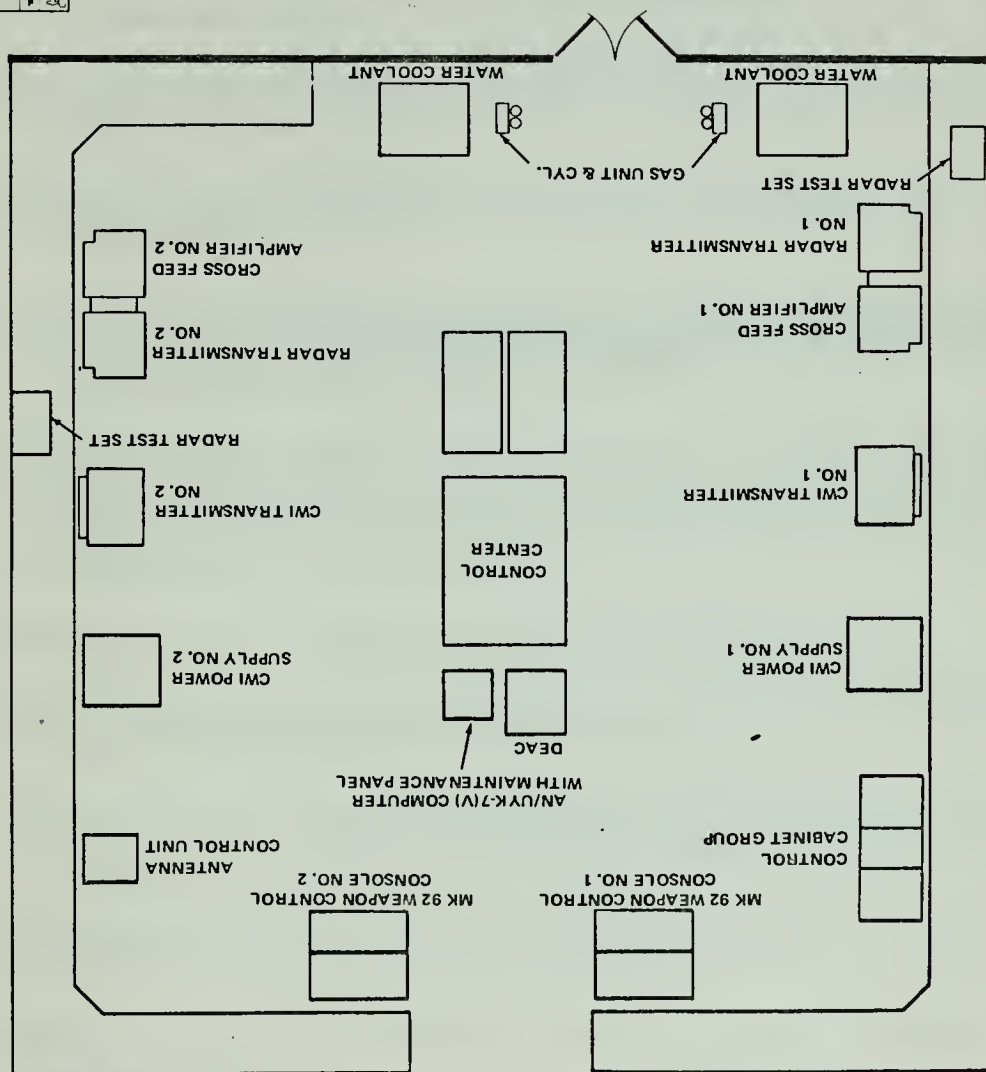 MK 92 WEAPON CONTROL
CONSOLE NO. 1
MK 92 WEAPON CONTROL
CONSOLE NO. 2
CONTROL
CABINET GROUP
ANTENNA
CONTROL UNIT
AN/UYK-7(V) COMPUTER
WITH MAINTENANCE PANEL
DEAC
CWI POWER
SUPPLY NO. 1
CWI POWER
SUPPLY NO. 2
CONTROL
CENTER
CWI TRANSMITTER
NO. 1
CWI TRANSMITTER
NO. 2
RADAR TEST SET
CROSS FEED
AMPLIFIER NO. 1
RADAR TRANSMITTER
NO. 2
RADAR TRANSMITTER
NO. 1
CROSS FEED
AMPLIFIER NO. 2
RADAR TEST SET
GAS UNIT & CYL.
WATER COOLANT
WATER COOLANT